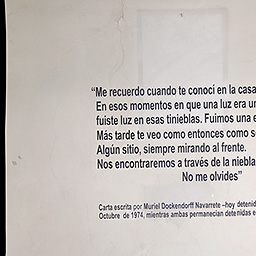 “Me recuerdo cuando te conocí en la casa
En esos momentos en que una luz era un
fuiste luz en esas tinieblas. Fuimos una e
Más tarde te veo como entonces como s
Algún sitio, siempre mirando al frente.
Nos encontraremos a través de la niebla
No me olvides”
Carta escrita por Muriel Dockendorff Navarrete –hoy detenid
Octubre de 1974, mientras ambas permanecían detenidas e